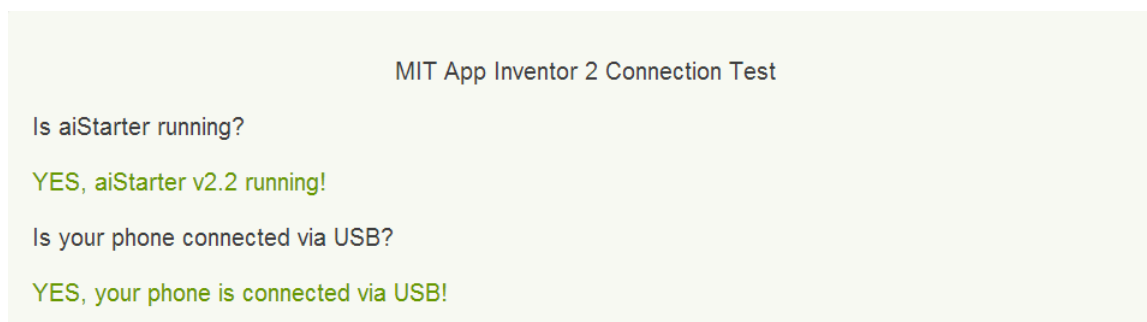 MIT App Inventor 2 Connection Test
Is aiStarter running?
YES, aiStarter v2.2 running!
Is your phone connected via USB?
YES, your phone is connected via USB!